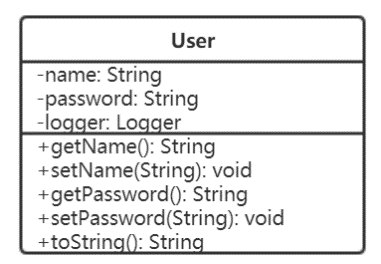 User
-name: String
-password: String
-logger: Logger
+getName(): String
+setName(String): void
+getPassword(): String
+setPassword(String): void
+toString(): String